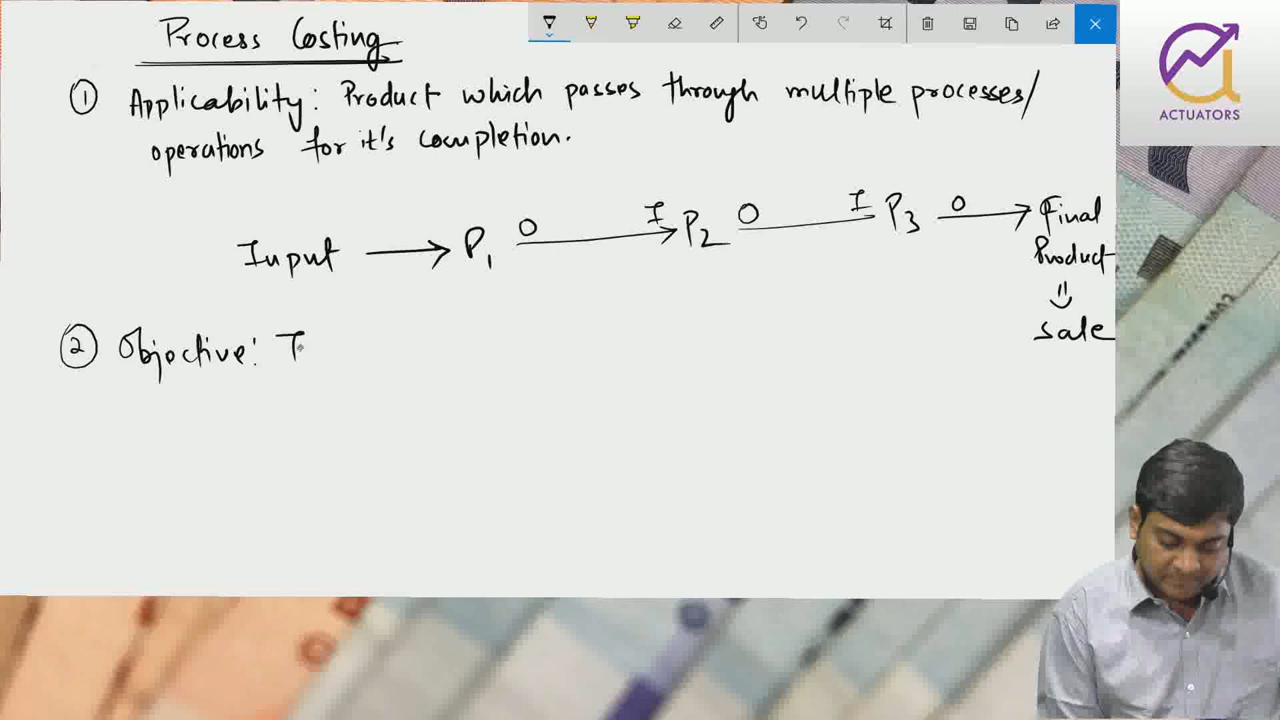 Process Costing
① Applicability: Product which passes through multiple processes/
operations for it's completion.
Input → P1 O → I P2 O I P3 O → Final
Product
Sale
② Objective: T
ACTUATORS